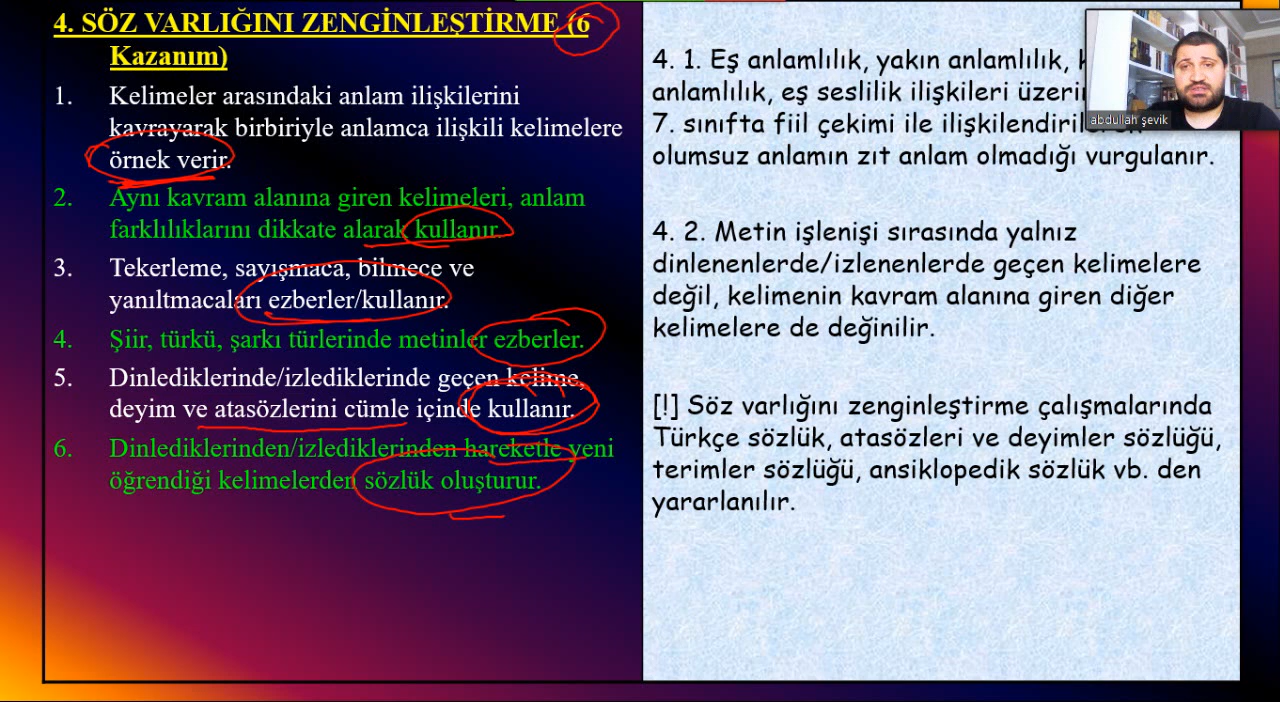 4. SÖZ VARLIĞINI ZENGİNLEŞTİRME (6
Kazanım)
1. Kelimeler arasındaki anlam ilişkilerini
kavrayarak birbiriyle anlamca ilişkili kelimelere
örnek verir.
2. Aynı kavram alanına giren kelimeleri, anlam
farklılıklarını dikkate alarak kullanır.
3. Tekerleme, sayışmaca, bilmece ve
yanıltmacaları ezberler/kullanır.
4. Şiir, türkü, şarkı türlerinde metinler ezberler.
5. Dinlediklerinde/izlediklerinde geçen kelime,
deyim ve atasözlerini cümle içinde kullanır.
6. Dinlediklerinden/izlediklerinden hareketle yeni
öğrendiği kelimelerden sözlük oluşturur.
4. 1. Eş anlamlılık, yakın anlamlılık,
anlamlılık, eş seslilik ilişkileri
7. sınıfta fiil çekimi ile
olumsuz anlamın zıt anlam olmadığı vurgulanır.
4. 2. Metin işlenişi sırasında yalnız
dinlenenlerde/izlenenlerde geçen kelimelere
değil, kelimenin kavram alanına giren diğer
kelimelere de değinilir.
[!] Söz varlığını zenginleştirme çalışmalarında
Türkçe sözlük, atasözleri ve deyimler sözlüğü,
terimler sözlüğü, ansiklopedik sözlük vb. den
yararlanılır.
abdullah şevik